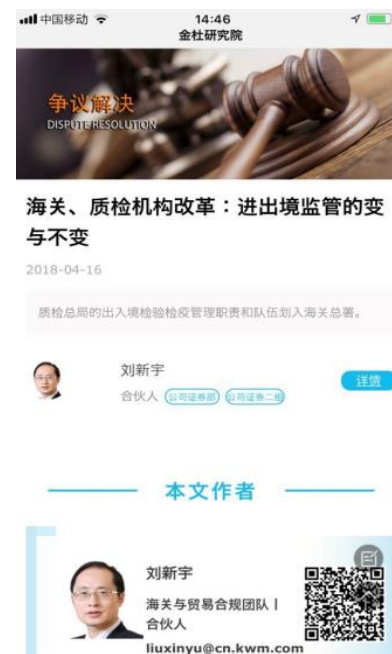 中国移动
14:46
金杜研究院
争议解决
DISPUTE RESOLUTION
海关、质检机构改革：进出境监管的变
与不变
2018-04-16
质检总局的出入境检验检疫管理职责和队伍划入海关总署。
刘新宇
合伙人 公司证券部 公司证券二组
详情
本文作者
刘新宇
海关与贸易合规团队丨
合伙人
liuxinyu@cn.kwm.com